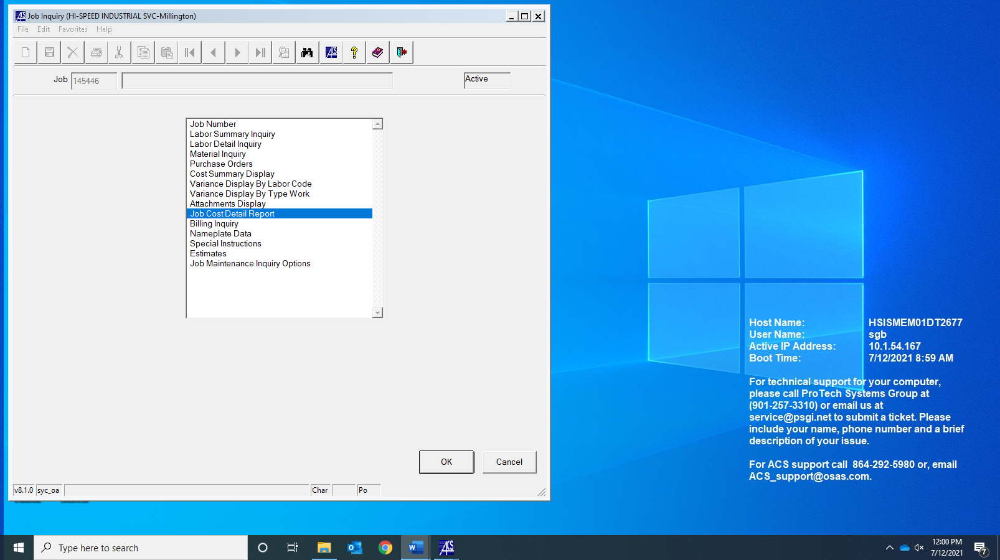 ACS Job Inquiry (HI-SPEED INDUSTRIAL SVC-Millington)
File Edit Favorites Help
ACS ?
Job 145446 Active
Job Number
Labor Summary Inquiry
Labor Detail Inquiry
Material Inquiry
Purchase Orders
Cost Summary Display
Variance Display By Labor Code
Variance Display By Type Work
Attachments Display
Job Cost Detail Report
Billing Inquiry
Nameplate Data
Special Instructions
Estimates
Job Maintenance Inquiry Options
OK Cancel
v8.1.0 syc_oa Char Po
Host Name: HSISMEM01DT2677
User Name: sgb
Active IP Address: 10.1.54.167
Boot Time: 7/12/2021 8:59 AM
For technical support for your computer,
please call ProTech Systems Group at
(901-257-3310) or email us at
service@psgi.net to submit a ticket. Please
include your name, phone number and a brief
description of your issue.
For ACS support call 864-292-5980 or, email
ACS_support@osas.com.
Type here to search
ACS
12:00 PM
7/12/2021
7